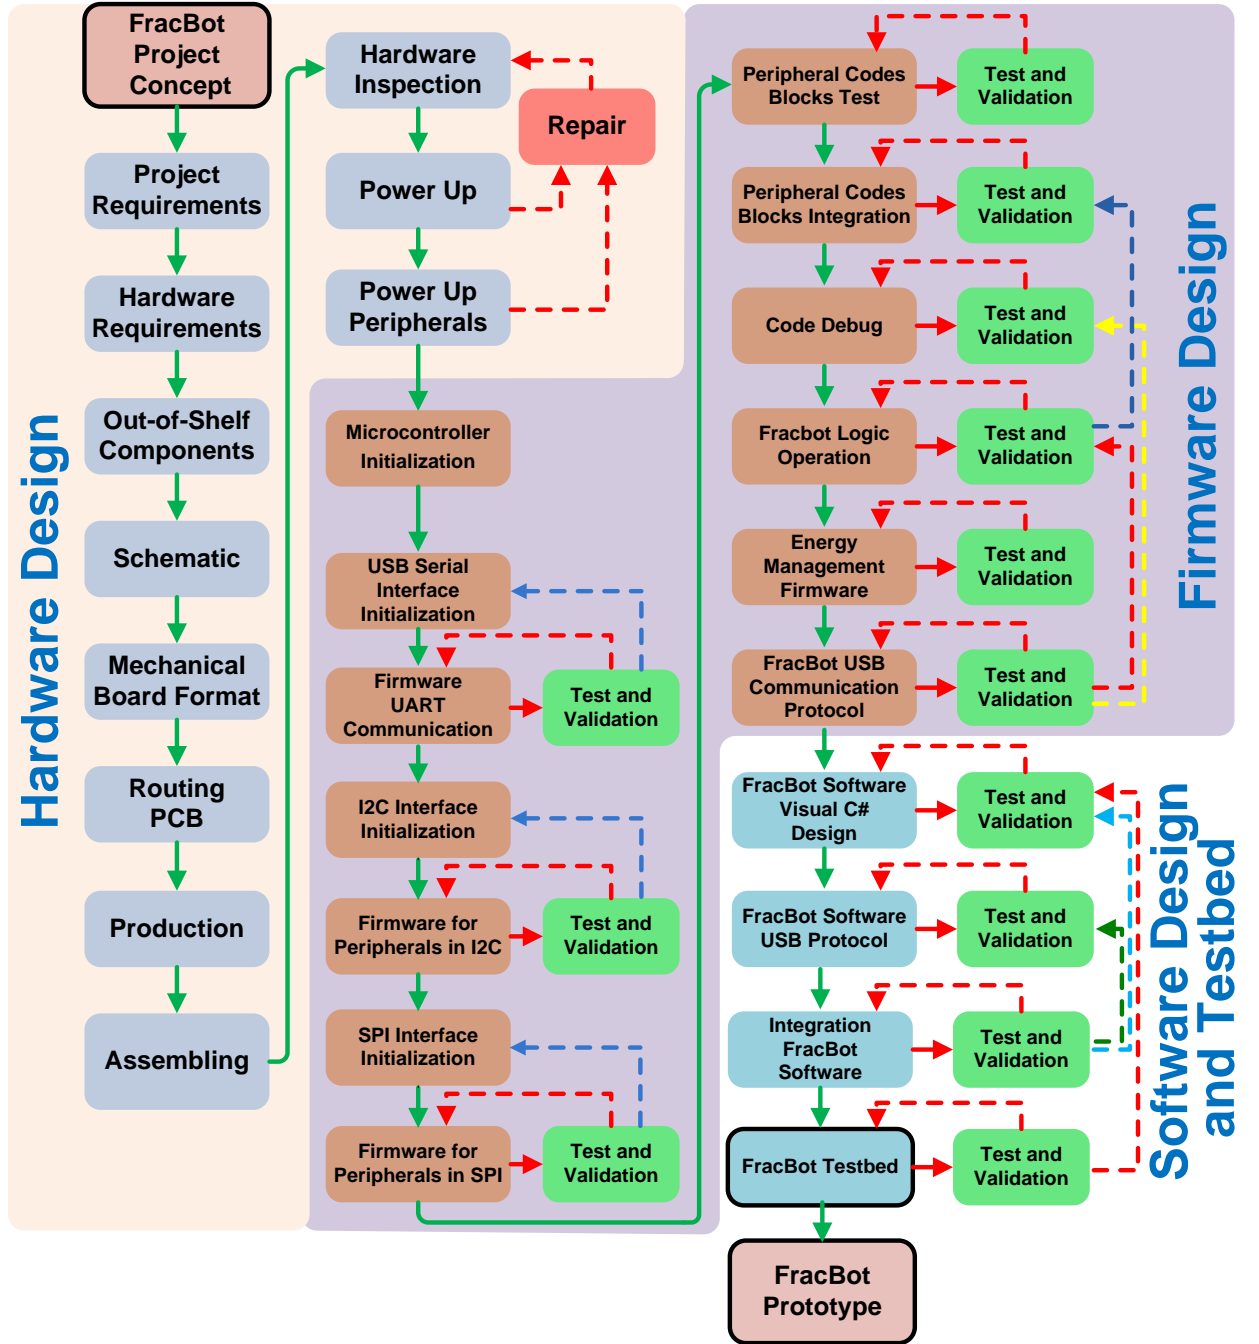 FracBot
Project
Concept
Project
Requirements
Hardware
Requirements
Out-of-Shelf
Components
Schematic
Mechanical
Board Format
Routing
PCB
Production
Assembling
Hardware Design
Hardware
Inspection
Repair
Power Up
Power Up
Peripherals
Microcontroller
Initialization
USB Serial
Interface
Initialization
Firmware
UART
Communication
Test and
Validation
I2C Interface
Initialization
Firmware for
Peripherals in I2C
Test and
Validation
SPI Interface
Initialization
Firmware for
Peripherals in SPI
Test and
Validation
Peripheral Codes
Blocks Test
Test and
Validation
Peripheral Codes
Blocks Integration
Test and
Validation
Code Debug
Test and
Validation
Fracbot Logic
Operation
Test and
Validation
Energy
Management
Firmware
Test and
Validation
FracBot USB
Communication
Protocol
Test and
Validation
Firmware Design
FracBot Software
Visual C#
Design
Test and
Validation
FracBot Software
USB Protocol
Test and
Validation
Integration
FracBot
Software
Test and
Validation
FracBot Testbed
Test and
Validation
Software Design
and Testbed
FracBot
Prototype